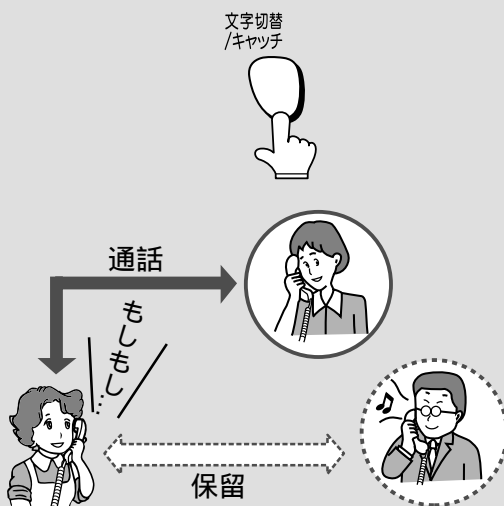 文字切替
/キャッチ
通話
もしもし…
保留